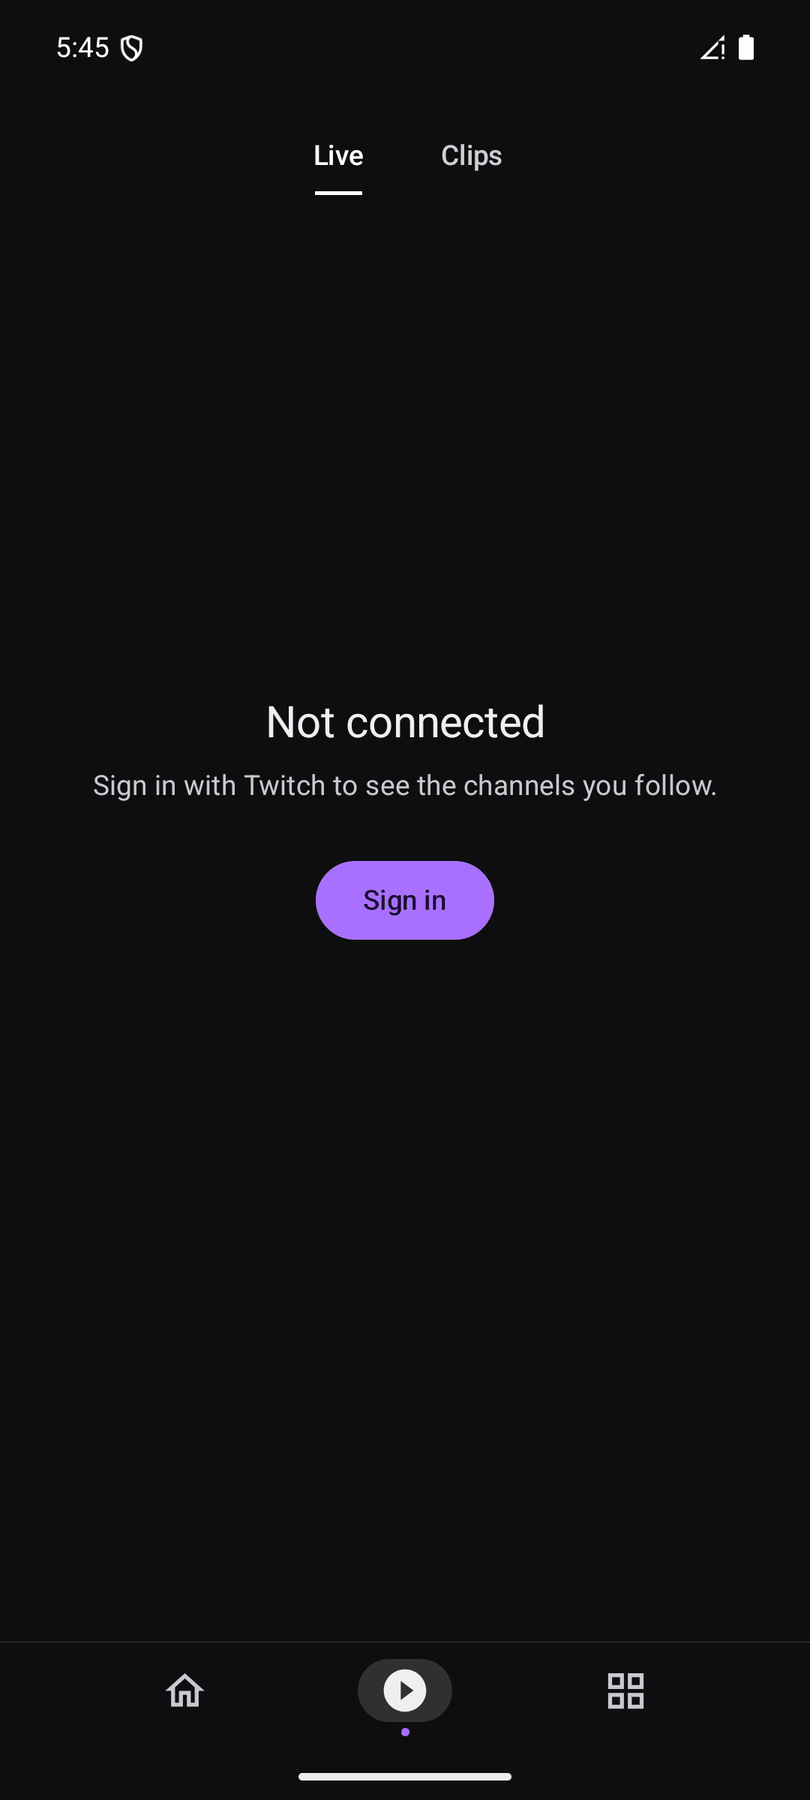 5:45
Live
Clips
Not connected
Sign in with Twitch to see the channels you follow.
Sign in